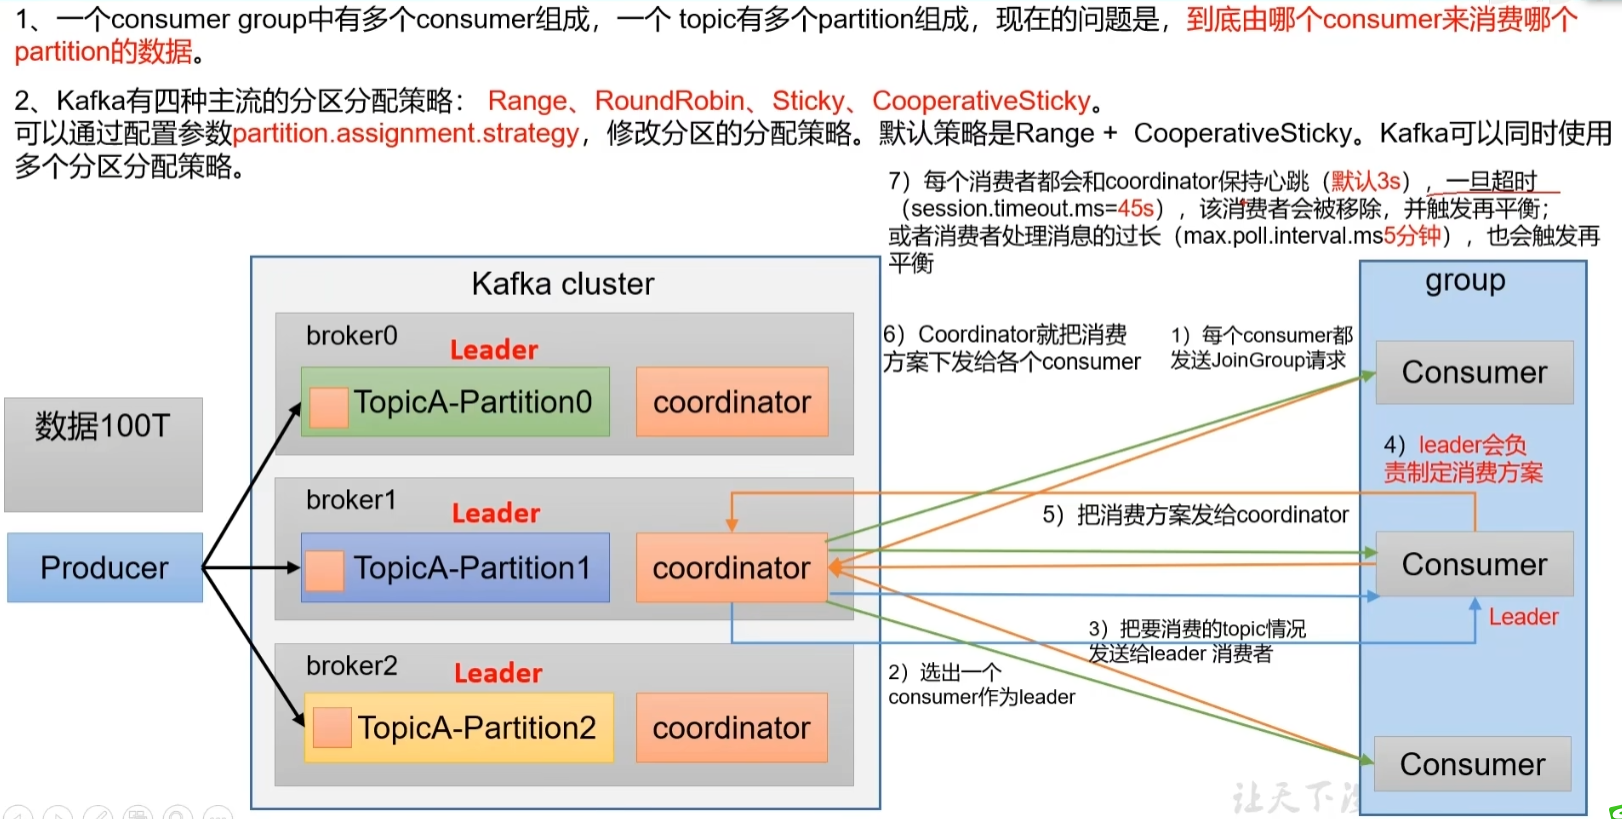 1、一个consumer group中有多个consumer组成，一个 topic有多个partition组成，现在的问题是，到底由哪个consumer来消费哪个
partition的数据。
2、Kafka有四种主流的分区分配策略： Range、RoundRobin、Sticky、CooperativeSticky。
可以通过配置参数partition.assignment.strategy，修改分区的分配策略。默认策略是Range + CooperativeSticky。Kafka可以同时使用
多个分区分配策略。
7）每个消费者都会和coordinator保持心跳（默认3s），一旦超时
（session.timeout.ms=45s），该消费者会被移除，并触发再平衡；
或者消费者处理消息的过长（max.poll.interval.ms5分钟），也会触发再
平衡
Kafka cluster
group
broker0
Leader
TopicA-Partition0
coordinator
6）Coordinator就把消费
方案下发给各个consumer
1）每个consumer都
发送JoinGroup请求
Consumer
数据100T
4）leader会负
责制定消费方案
broker1
Leader
TopicA-Partition1
coordinator
5）把消费方案发给coordinator
Consumer
Leader
Producer
3）把要消费的topic情况
发送给leader 消费者
2）选出一个
consumer作为leader
broker2
Leader
TopicA-Partition2
coordinator
Consumer
让天下